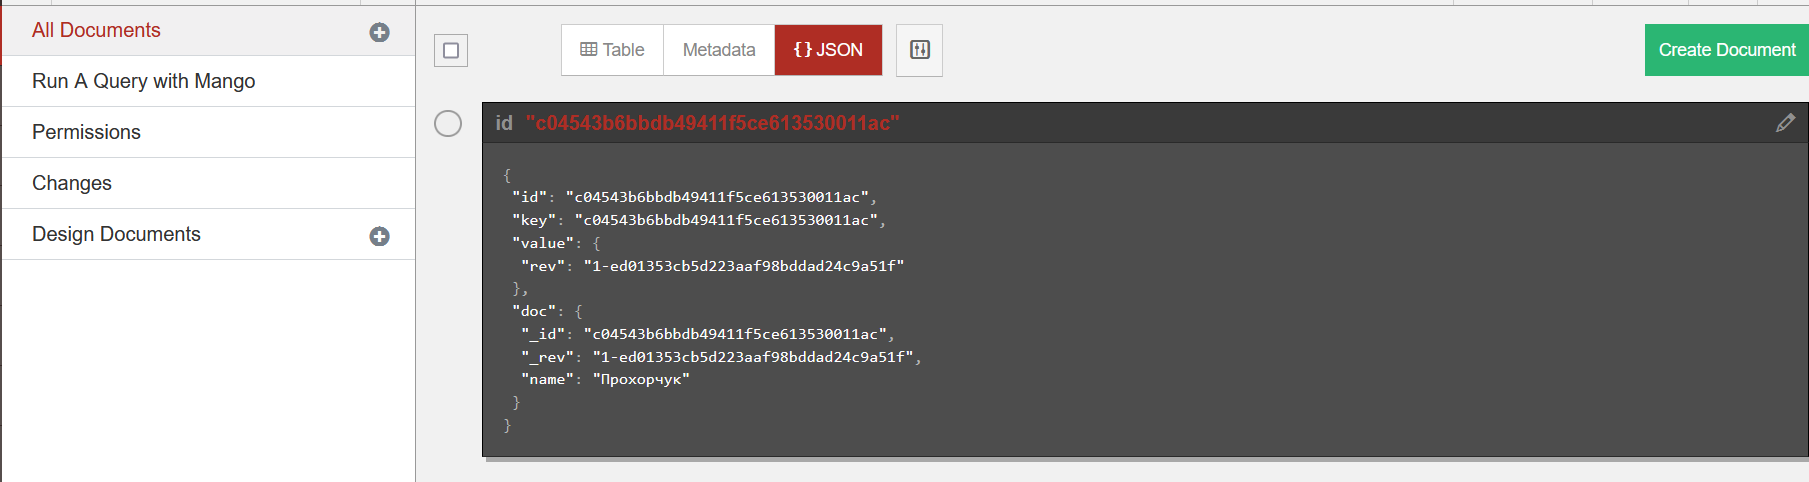 All Documents
Run A Query with Mango
Permissions
Changes
Design Documents
Table Metadata {} JSON
Create Document
id "c04543b6bbdb49411f5ce613530011ac"
{
"id": "c04543b6bbdb49411f5ce613530011ac",
"key": "c04543b6bbdb49411f5ce613530011ac",
"value": {
"rev": "1-ed01353cb5d223aaf98bddad24c9a51f"
},
"doc": {
"_id": "c04543b6bbdb49411f5ce613530011ac",
"_rev": "1-ed01353cb5d223aaf98bddad24c9a51f",
"name": "Прохорчук"
}
}